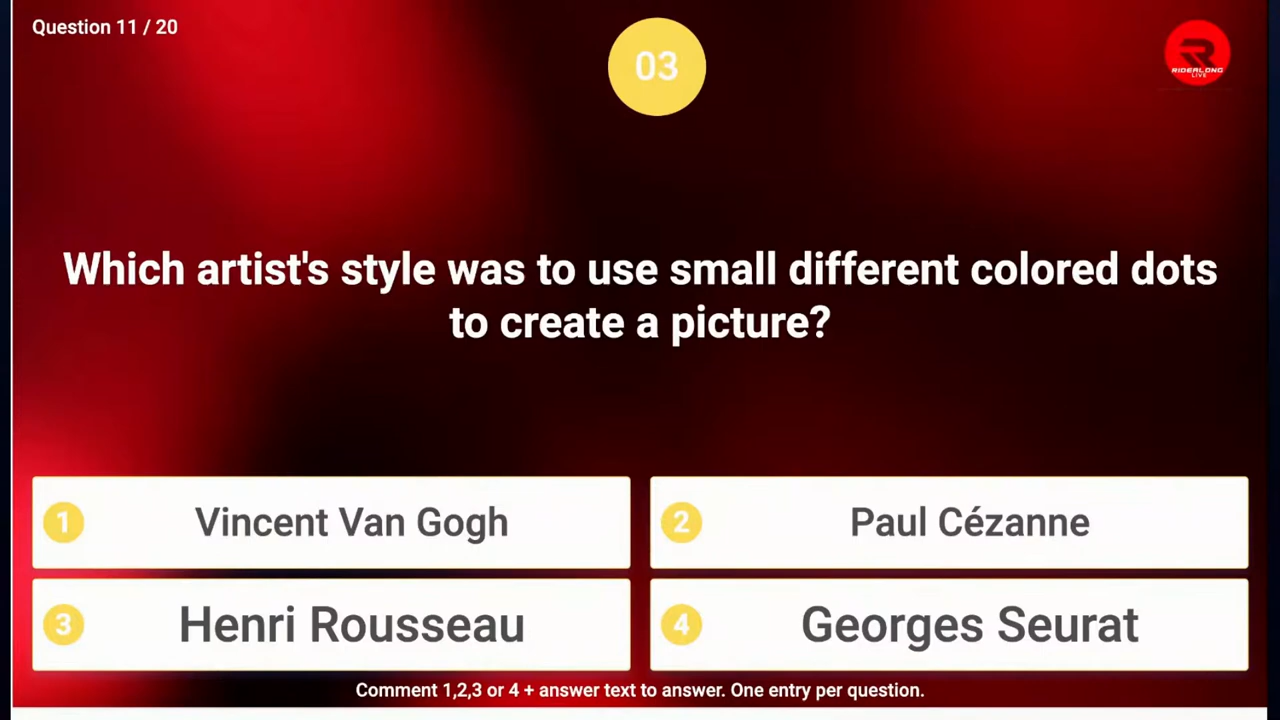 Question 11 / 20
03
RIDEALONG
LIVE
Which artist's style was to use small different colored dots
to create a picture?
1 Vincent Van Gogh
2 Paul Cézanne
3 Henri Rousseau
4 Georges Seurat
Comment 1,2,3 or 4 + answer text to answer. One entry per question.